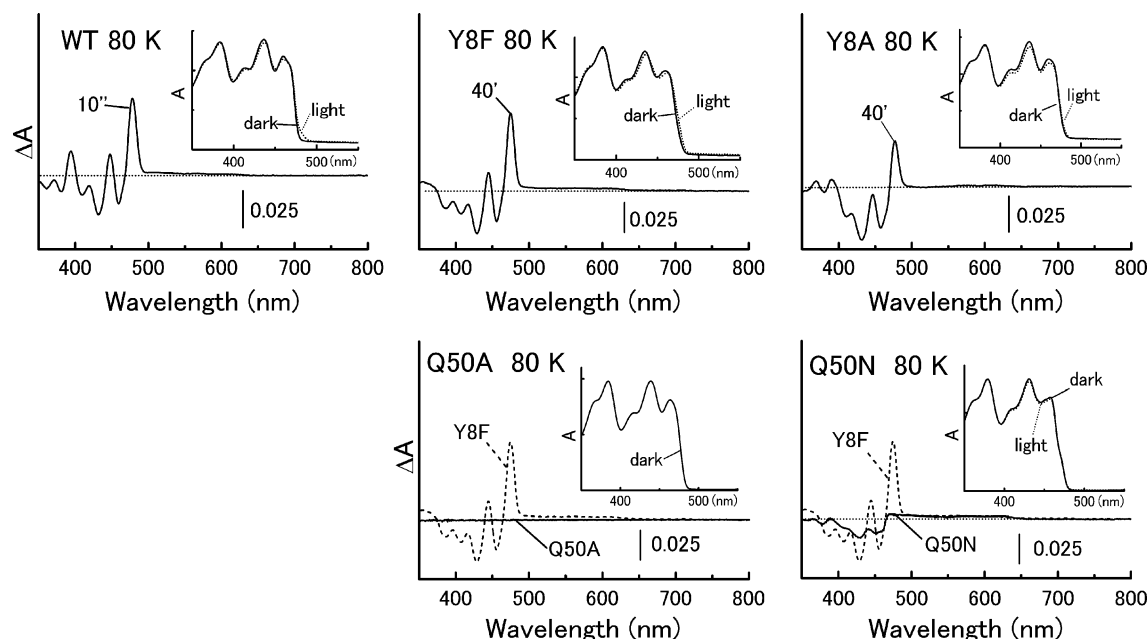 WT 80 K
10"
A
dark
light
400
500 (nm)
ΔA
0.025
400 500 600 700 800
Wavelength (nm)
Y8F 80 K
40'
A
dark
light
400
500 (nm)
0.025
400 500 600 700 800
Wavelength (nm)
Y8A 80 K
40'
A
dark
light
400
500 (nm)
0.025
400 500 600 700 800
Wavelength (nm)
Q50A 80 K
Y8F
A
dark
400
500 (nm)
ΔA
Q50A
0.025
400 500 600 700 800
Wavelength (nm)
Q50N 80 K
Y8F
A
dark
light
400
500 (nm)
Q50N
0.025
400 500 600 700 800
Wavelength (nm)